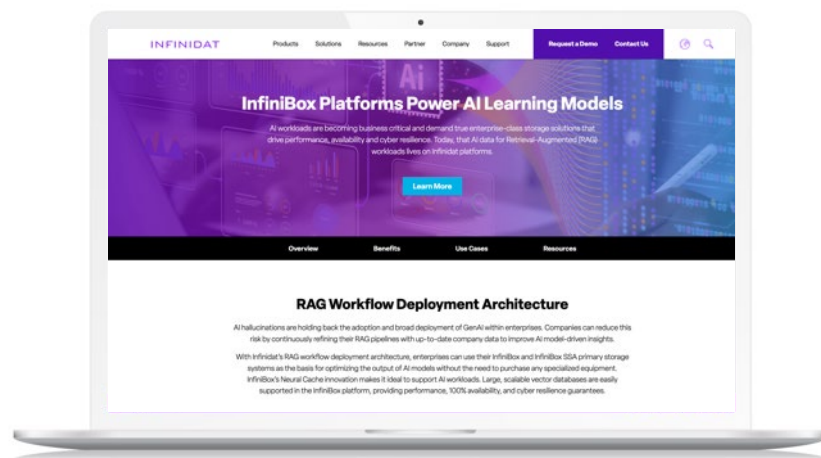 INFINIDAT
Products Solutions Resources Partner Company Support Request a Demo Contact Us
Ai
InfiniBox Platforms Power AI Learning Models
AI workloads are becoming business critical and demand true enterprise-class storage solutions that
drive performance, availability and cyber resilience. Today, that AI data for Retrieval-Augmented (RAG)
workloads lives on Infinidat platforms.
Learn More
Overview Benefits Use Cases Resources
RAG Workflow Deployment Architecture
AI hallucinations are holding back the adoption and broad deployment of GenAI within enterprises. Companies can reduce this
risk by continuously refining their RAG pipelines with up-to-date company data to improve AI model-driven insights.
With Infinidat's RAG workflow deployment architecture, enterprises can use their InfiniBox and InfiniBox SSA primary storage
systems as the basis for optimizing the output of AI models without the need to purchase any specialized equipment.
InfiniBox's Neural Cache innovation makes it ideal to support AI workloads. Large, scalable vector databases are easily
supported in the InfiniBox platform, providing performance, 100% availability, and cyber resilience guarantees.